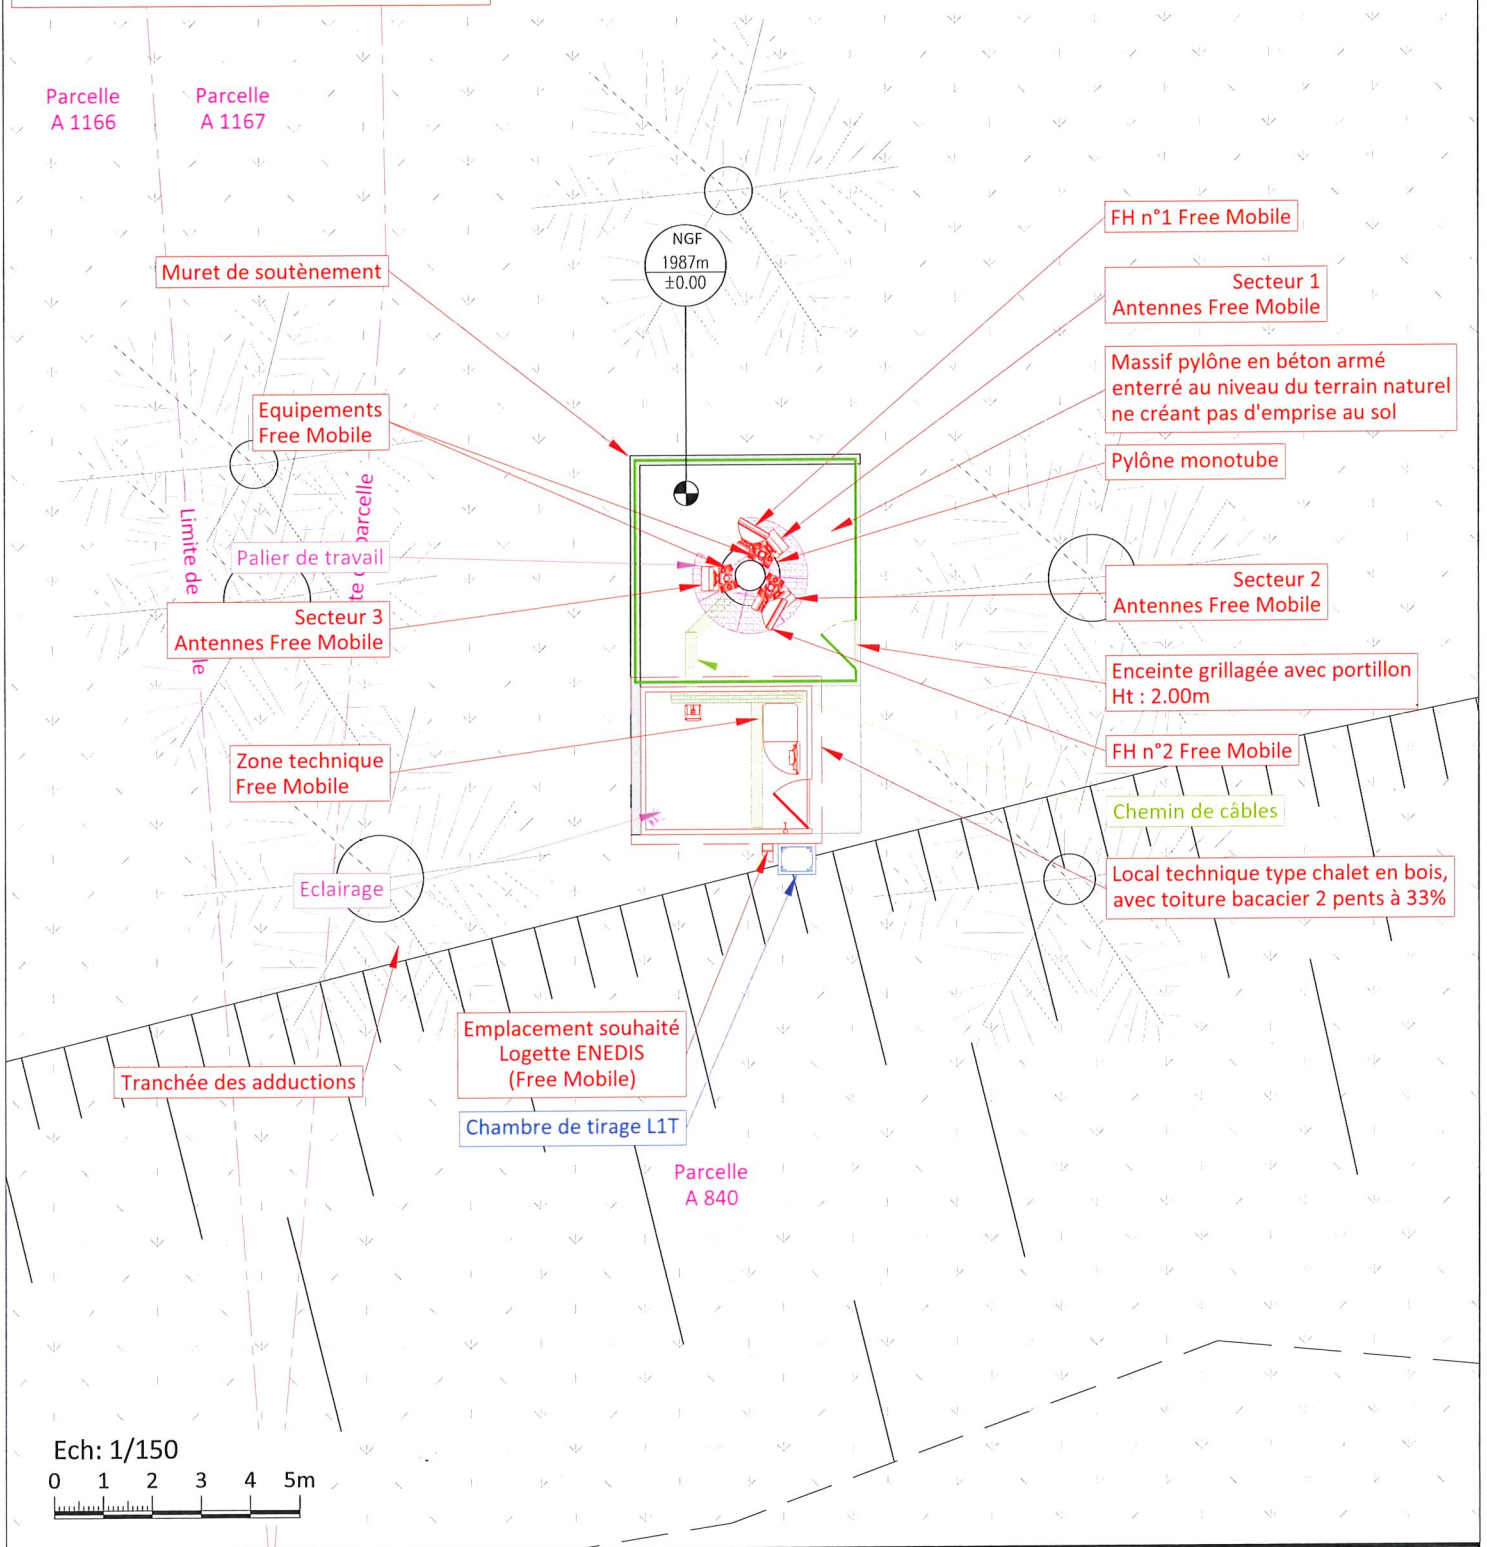 Parcelle
A 1166
Parcelle
A 1167
NGF
1987m
±0.00
Muret de soutènement
FH n°1 Free Mobile
Secteur 1
Antennes Free Mobile
Massif pylône en béton armé
enterré au niveau du terrain naturel
ne créant pas d'emprise au sol
Equipements
Free Mobile
Pylône monotube
Limite de
parcelle
Palier de travail
Secteur 3
Antennes Free Mobile
Secteur 2
Antennes Free Mobile
Enceinte grillagée avec portillon
Ht : 2.00m
Zone technique
Free Mobile
FH n°2 Free Mobile
Chemin de câbles
Eclairage
Local technique type chalet en bois,
avec toiture bacacier 2 pents à 33%
Emplacement souhaité
Logette ENEDIS
(Free Mobile)
Tranchée des adductions
Chambre de tirage L1T
Parcelle
A 840
Ech: 1/150
0 1 2 3 4 5m